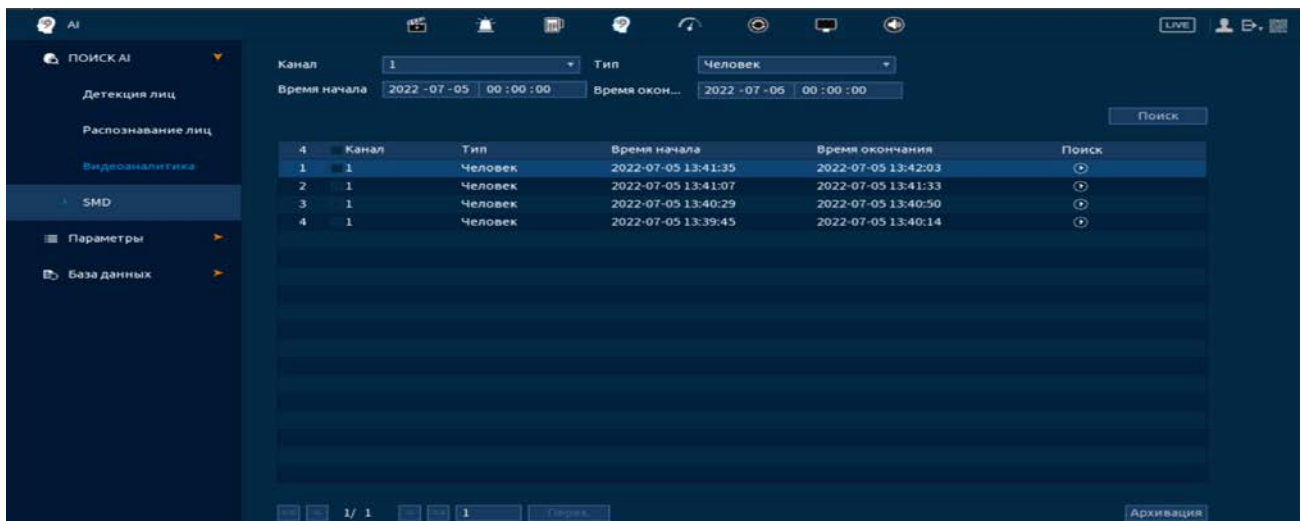 AI
LIVE
ПОИСК AI
Детекция лиц
Распознавание лиц
Видеоаналитика
SMD
Параметры
База данных
Канал 1 Тип Человек
Время начала 2022 -07 -05 00 : 00 : 00 Время окон... 2022 -07 -06 00 : 00 : 00
Поиск
4 Канал Тип Время начала Время окончания Поиск
1 1 Человек 2022-07-05 13:41:35 2022-07-05 13:42:03
2 1 Человек 2022-07-05 13:41:07 2022-07-05 13:41:33
3 1 Человек 2022-07-05 13:40:29 2022-07-05 13:40:50
4 1 Человек 2022-07-05 13:39:45 2022-07-05 13:40:14
1/ 1 1
Архивация